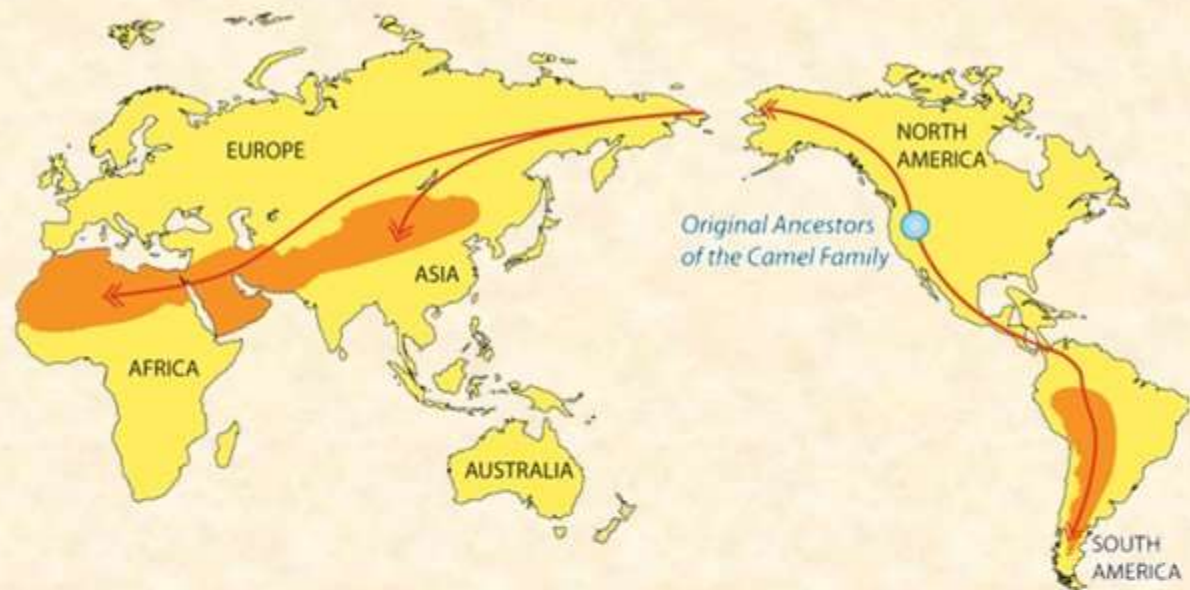 EUROPE
NORTH
AMERICA
Original Ancestors
of the Camel Family
ASIA
AFRICA
AUSTRALIA
SOUTH
AMERICA